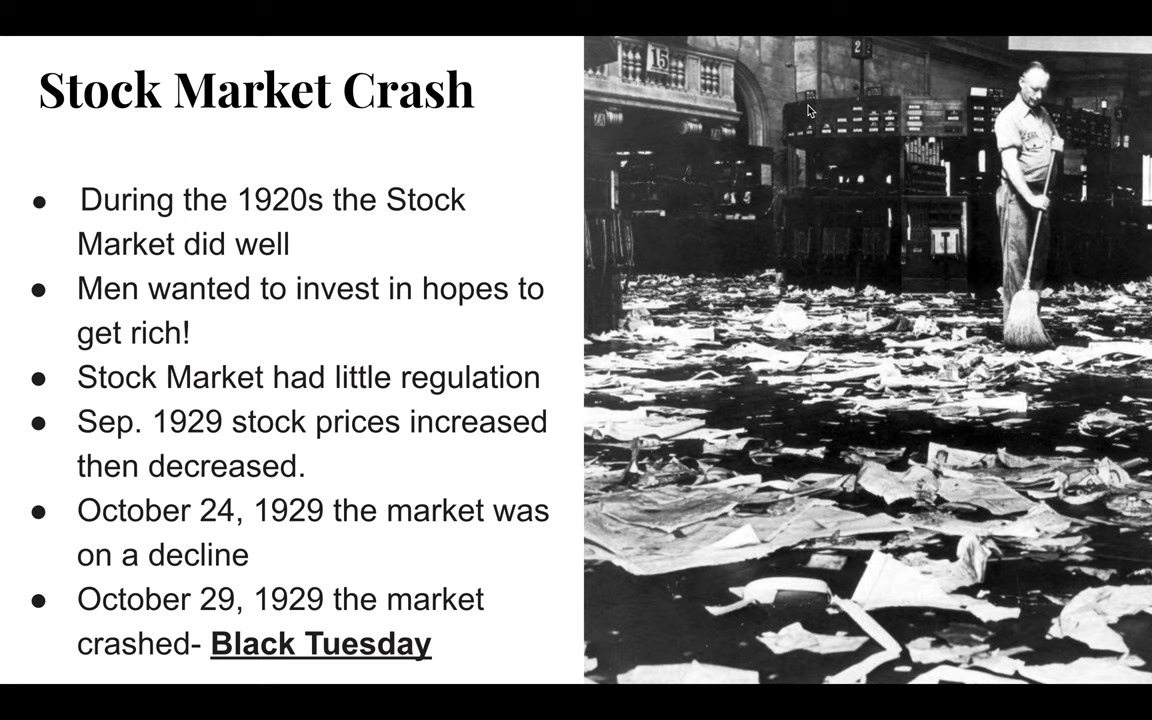 Stock Market Crash
● During the 1920s the Stock
Market did well
● Men wanted to invest in hopes to
get rich!
● Stock Market had little regulation
● Sep. 1929 stock prices increased
then decreased.
● October 24, 1929 the market was
on a decline
● October 29, 1929 the market
crashed- Black Tuesday
15
2